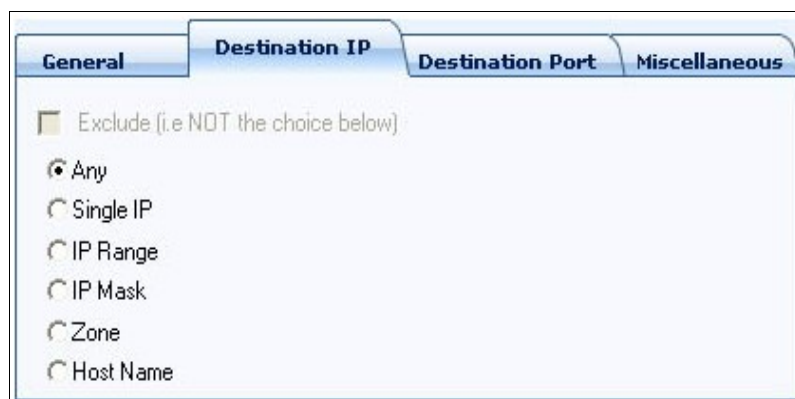 General Destination IP Destination Port Miscellaneous
Exclude (i.e NOT the choice below)
Any
Single IP
IP Range
IP Mask
Zone
Host Name